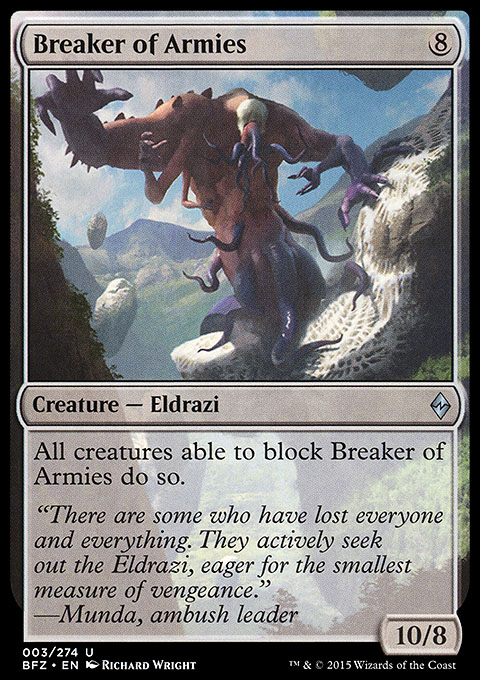 Breaker of Armies 8
Creature — Eldrazi
All creatures able to block Breaker of
Armies do so.
“There are some who have lost everyone
and everything. They actively seek
out the Eldrazi, eager for the smallest
measure of vengeance.”
—Munda, ambush leader
10/8
003/274 U
BFZ • EN Richard Wright
™ & © 2015 Wizards of the Coast